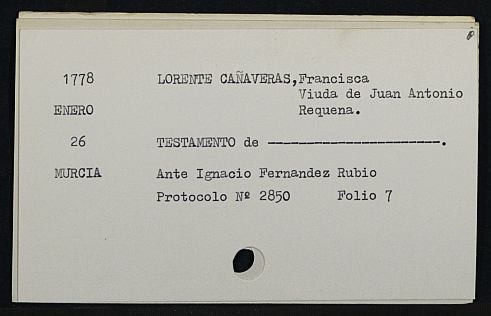 1778 LORENTE CAÑAVERAS,Francisca
Viuda de Juan Antonio
ENERO Requena.
26 TESTAMENTO de ----------------------.
MURCIA Ante Ignacio Fernandez Rubio
Protocolo Nº 2850 Folio 7